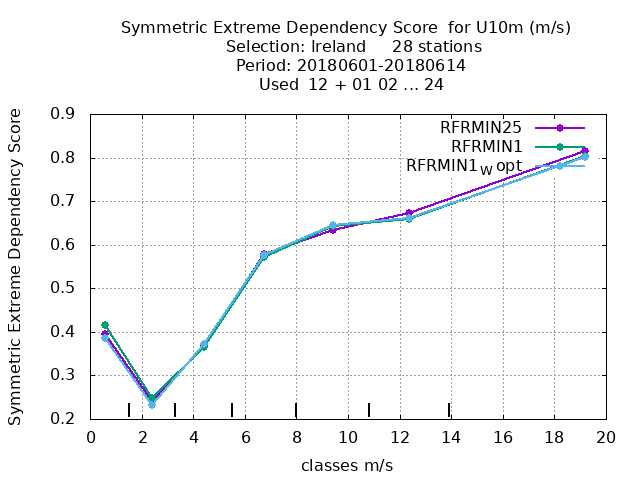 Symmetric Extreme Dependency Score for U10m (m/s)
Selection: Ireland 28 stations
Period: 20180601-20180614
Used 12 + 01 02 ... 24
Symmetric Extreme Dependency Score
0.9
0.8
0.7
0.6
0.5
0.4
0.3
0.2
RFRMIN25
RFRMIN1
RFRMIN1W opt
0 2 4 6 8 10 12 14 16 18 20
classes m/s